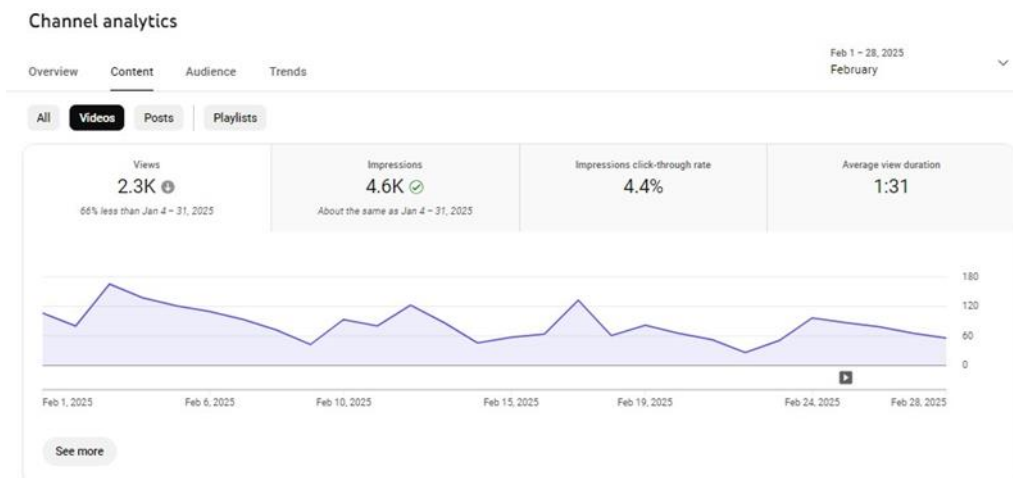 Channel analytics
Feb 1 – 28, 2025
February
Overview Content Audience Trends
All Videos Posts Playlists
Views
2.3K
66% less than Jan 4 – 31, 2025
Impressions
4.6K
About the same as Jan 4 – 31, 2025
Impressions click-through rate
4.4%
Average view duration
1:31
180
120
60
0
Feb 1, 2025 Feb 6, 2025 Feb 10, 2025 Feb 15, 2025 Feb 19, 2025 Feb 24, 2025 Feb 28, 2025
See more